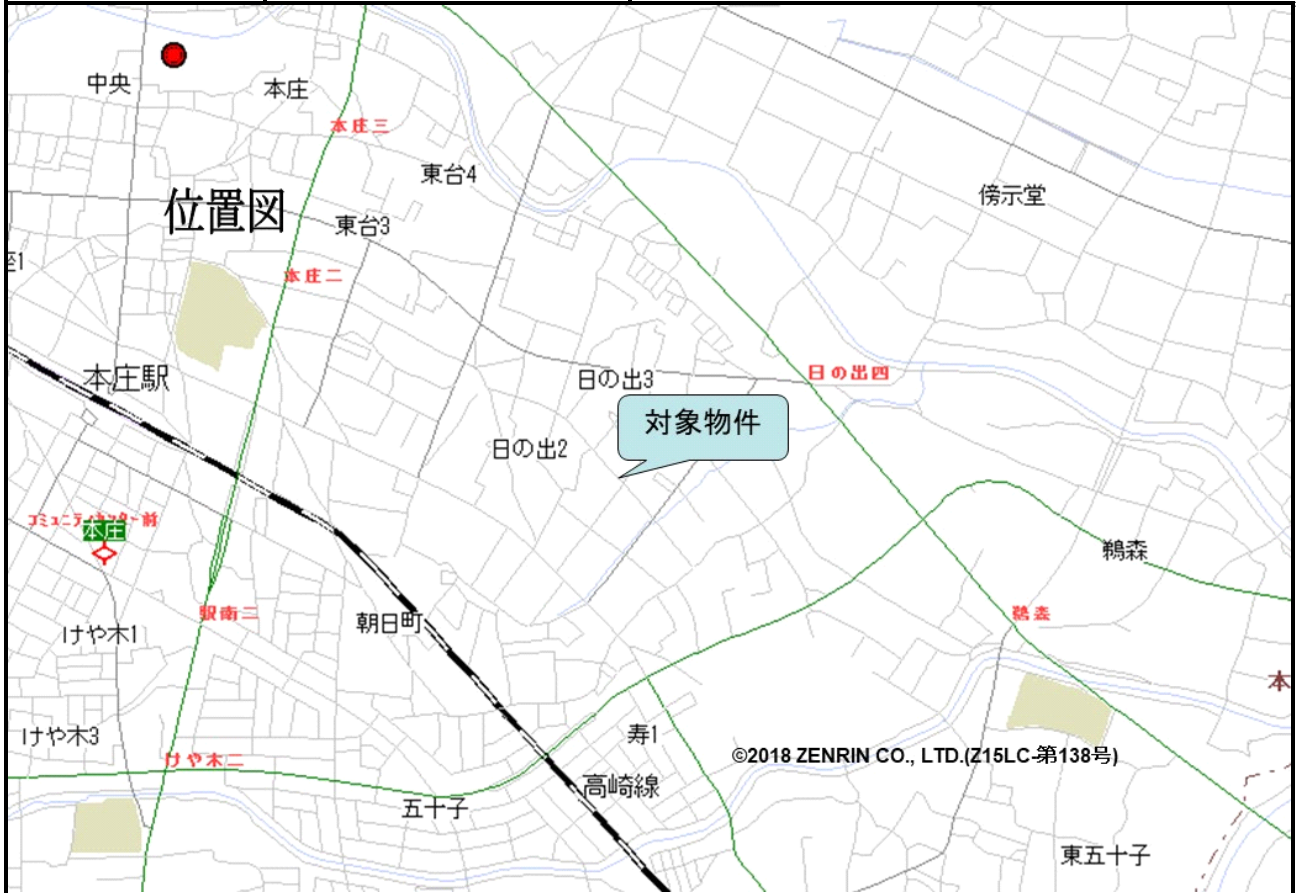 中央
本庄
本庄三
東台4
傍示堂
位置図
東台3
本庄二
本庄駅
日の出3
日の出四
対象物件
日の出2
コミュニティセンター前
本庄
鵜森
朝日町
駅南二
鵜森
けや木1
本
けや木3
寿1
けや木二
©2018 ZENRIN CO., LTD.(Z15LC-第138号)
高崎線
五十子
東五十子